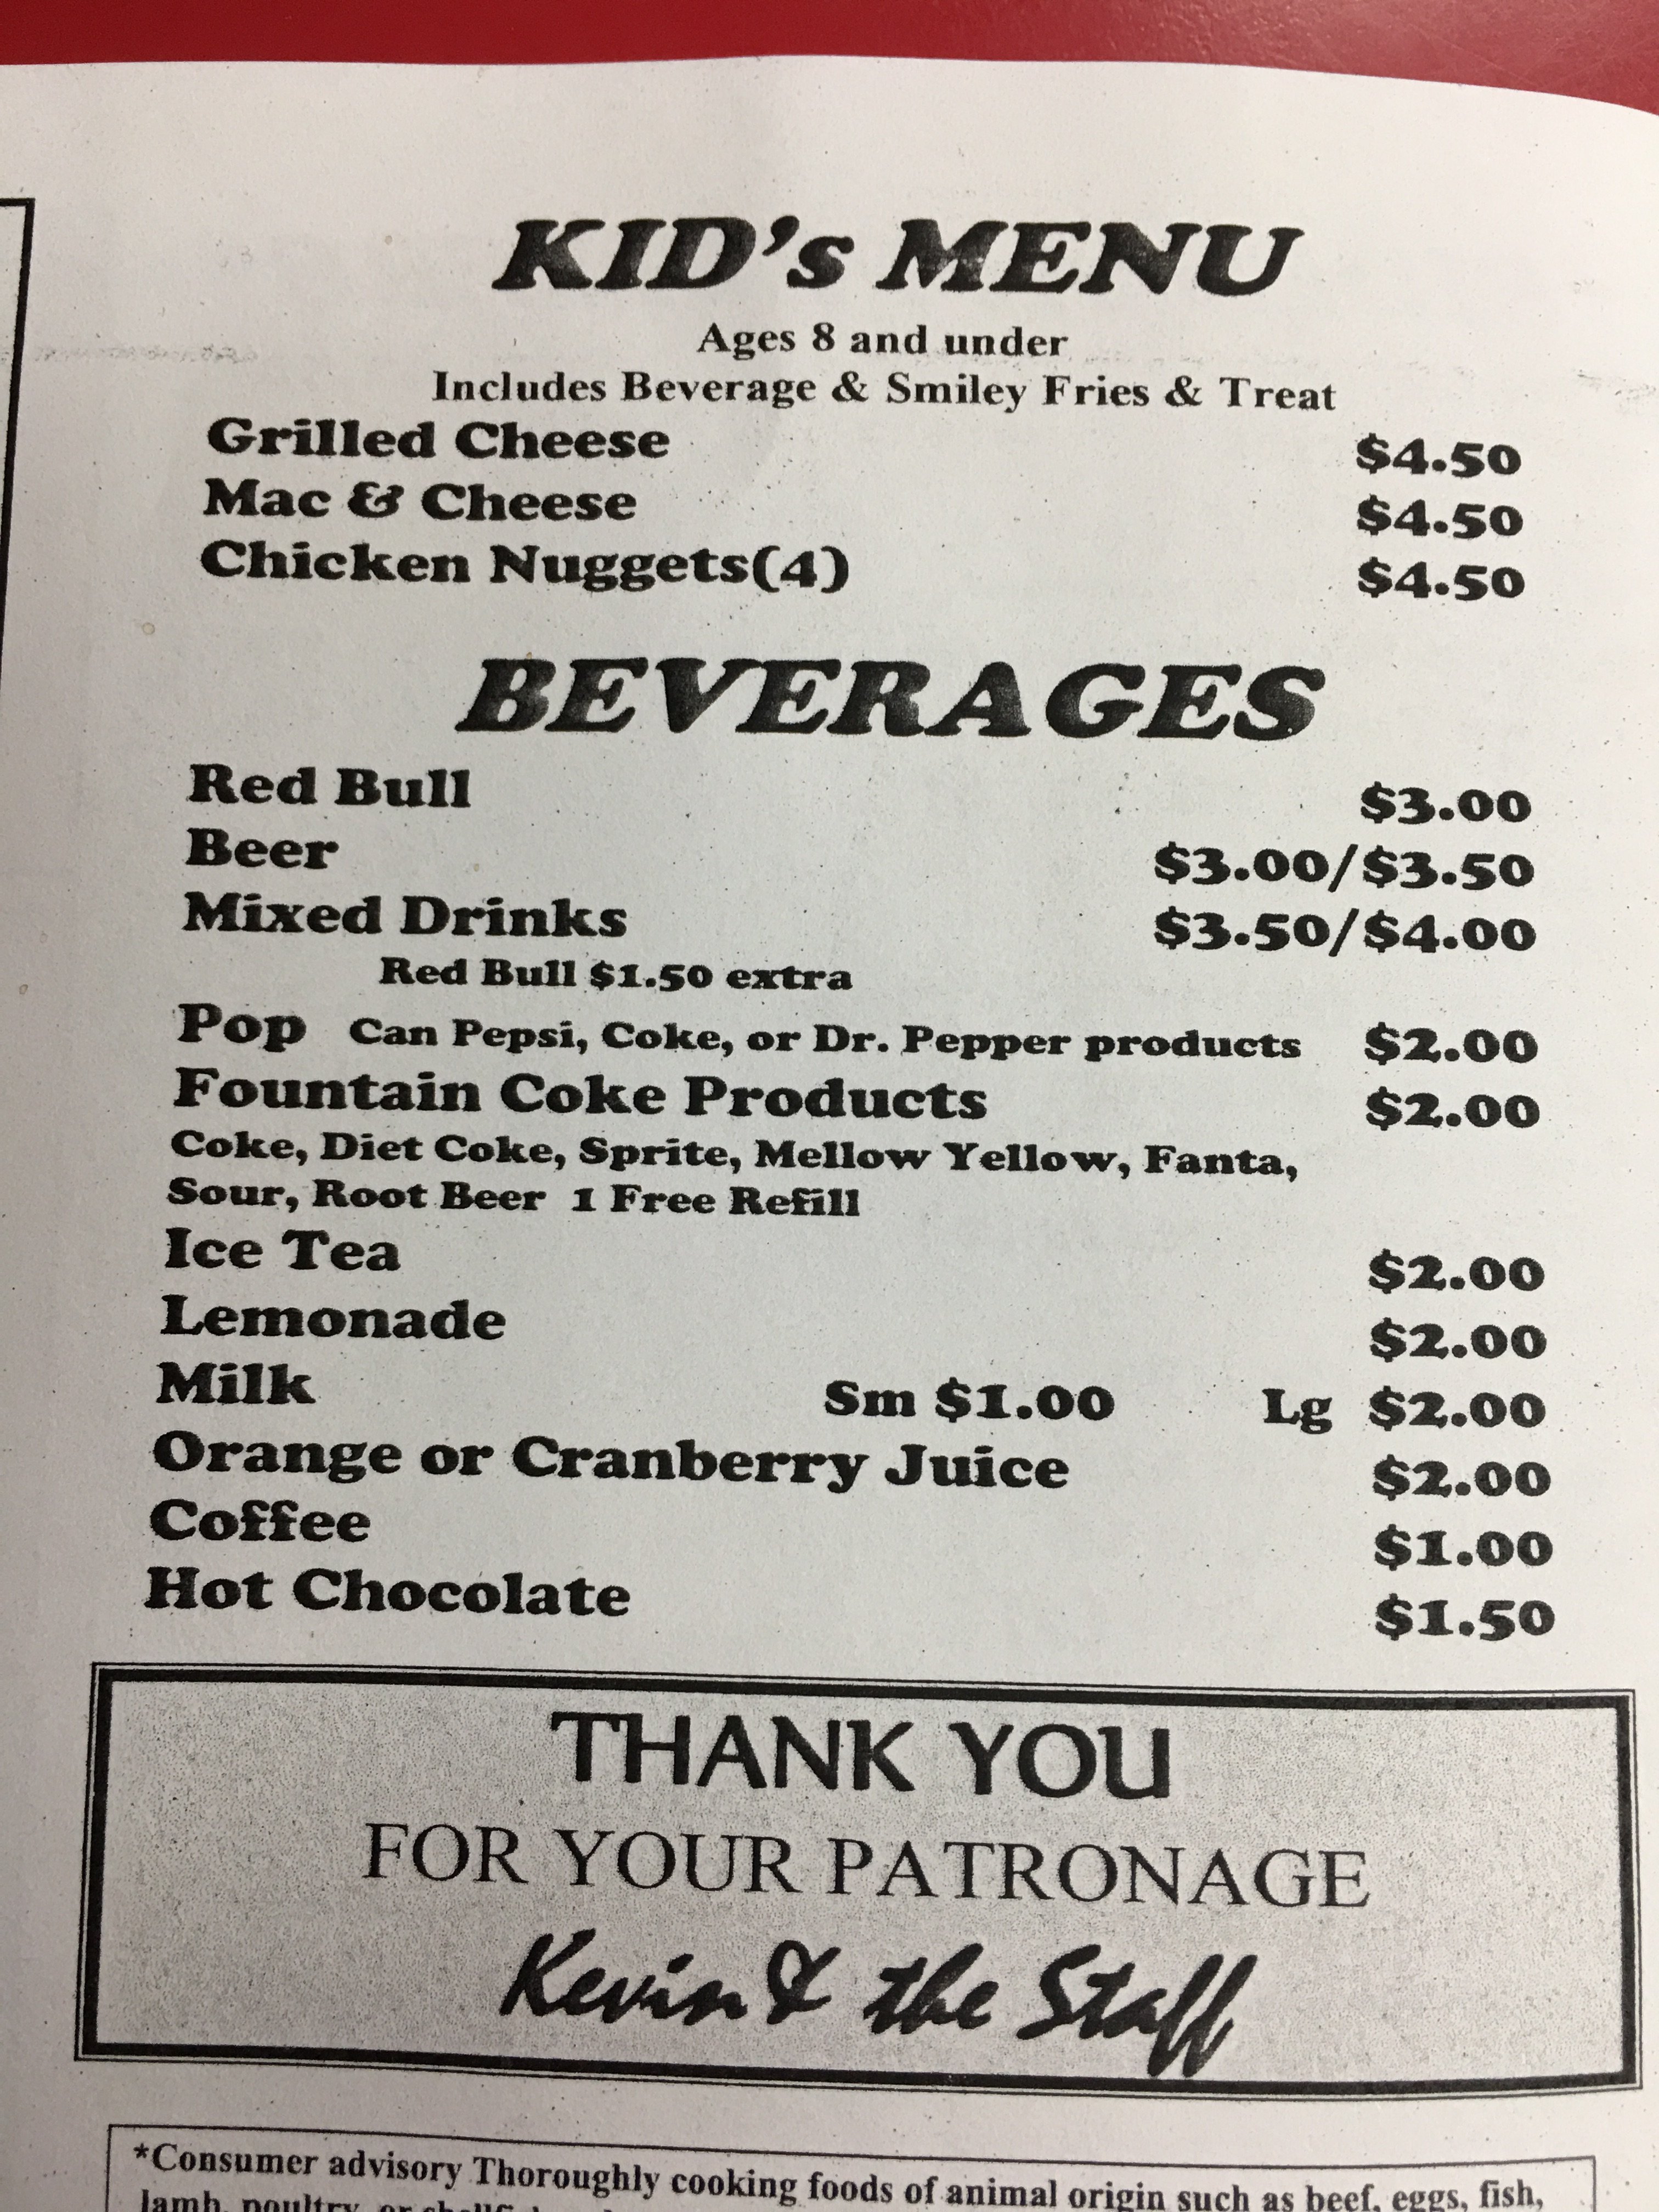 KID's MENU
Ages 8 and under
Includes Beverage & Smiley Fries & Treat
Grilled Cheese $4.50
Mac & Cheese $4.50
Chicken Nuggets(4) $4.50
BEVERAGES
Red Bull $3.00
Beer $3.00/$3.50
Mixed Drinks $3.50/$4.00
Red Bull $1.50 extra
Pop Can Pepsi, Coke, or Dr. Pepper products $2.00
Fountain Coke Products $2.00
Coke, Diet Coke, Sprite, Mellow Yellow, Fanta,
Sour, Root Beer 1 Free Refill
Ice Tea $2.00
Lemonade $2.00
Milk Sm $1.00 Lg $2.00
Orange or Cranberry Juice $2.00
Coffee $1.00
Hot Chocolate $1.50
THANK YOU
FOR YOUR PATRONAGE
Kevin & the Staff
*Consumer advisory Thoroughly cooking foods of animal origin such as beef, eggs, fish,
lamb, poultry, or